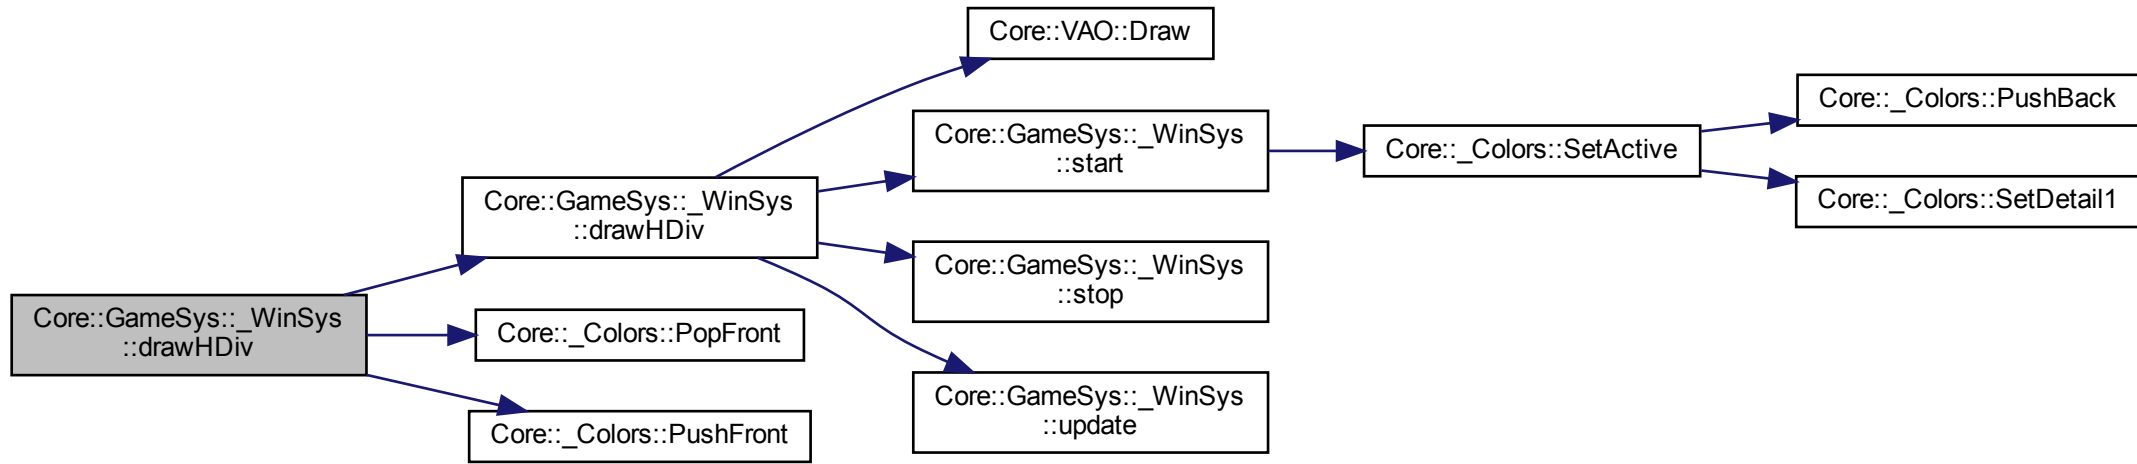 Core::GameSys::_WinSys
::drawHDiv
Core::GameSys::_WinSys
::drawHDiv
Core::_Colors::PopFront
Core::_Colors::PushFront
Core::VAO::Draw
Core::GameSys::_WinSys
::start
Core::GameSys::_WinSys
::stop
Core::GameSys::_WinSys
::update
Core::_Colors::SetActive
Core::_Colors::PushBack
Core::_Colors::SetDetail1